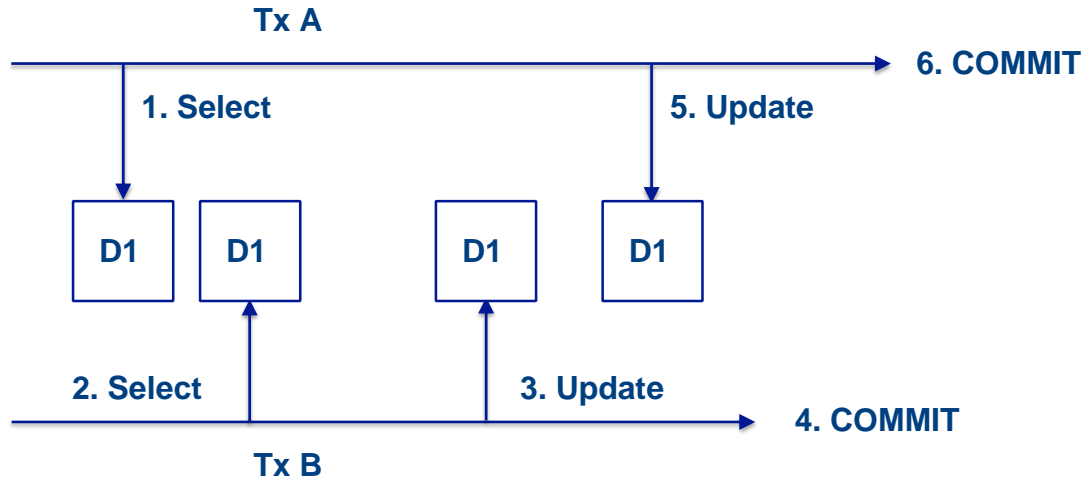 Tx A
6. COMMIT
1. Select
5. Update
D1
D1
D1
D1
2. Select
3. Update
4. COMMIT
Tx B